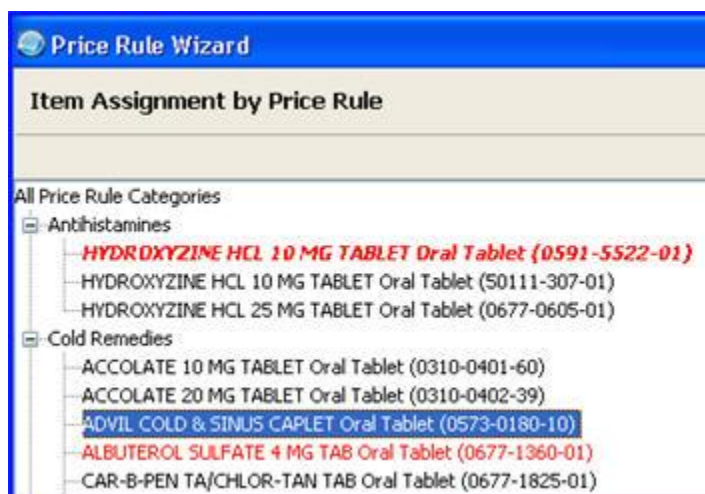 Price Rule Wizard
Item Assignment by Price Rule
All Price Rule Categories
Antihistamines
HYDROXYZINE HCL 10 MG TABLET Oral Tablet {0591-5522-01}
HYDROXYZINE HCL 10 MG TABLET Oral Tablet (50111-307-01)
HYDROXYZINE HCL 25 MG TABLET Oral Tablet (0677-0605-01)
Cold Remedies
ACCOLATE 10 MG TABLET Oral Tablet (0310-0401-60)
ACCOLATE 20 MG TABLET Oral Tablet (0310-0402-39)
ADVIL COLD & SINUS CAPLET Oral Tablet (0573-0180-10)
ALBUTEROL SULFATE 4 MG TAB Oral Tablet (0677-1360-01)
CAR-B-PEN TA/CHLOR-TAN TAB Oral Tablet (0677-1825-01)